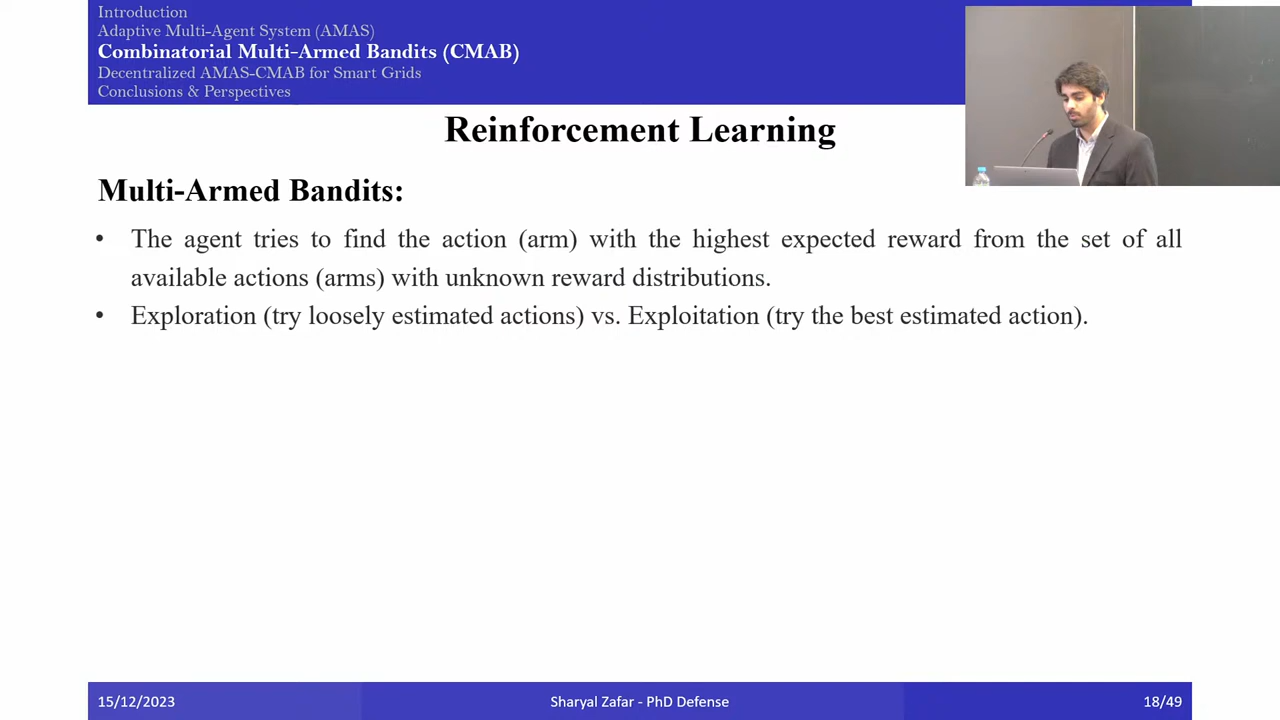 Introduction
Adaptive Multi-Agent System (AMAS)
Combinatorial Multi-Armed Bandits (CMAB)
Decentralized AMAS-CMAB for Smart Grids
Conclusions & Perspectives
Reinforcement Learning
Multi-Armed Bandits:
• The agent tries to find the action (arm) with the highest expected reward from the set of all
available actions (arms) with unknown reward distributions.
• Exploration (try loosely estimated actions) vs. Exploitation (try the best estimated action).
15/12/2023
Sharyal Zafar - PhD Defense
18/49